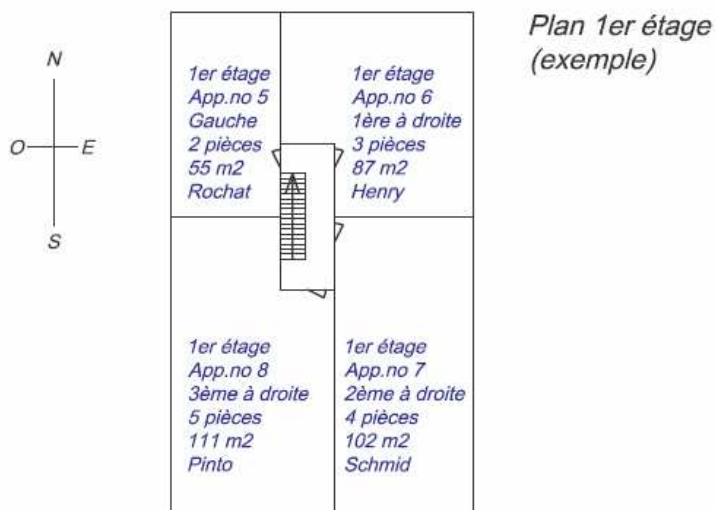 Plan 1er étage
(exemple)
N
O
E
S
1er étage
App.no 5
Gauche
2 pièces
55 m2
Rochat
1er étage
App.no 6
1ère à droite
3 pièces
87 m2
Henry
1er étage
App.no 8
3ème à droite
5 pièces
111 m2
Pinto
1er étage
App.no 7
2ème à droite
4 pièces
102 m2
Schmid